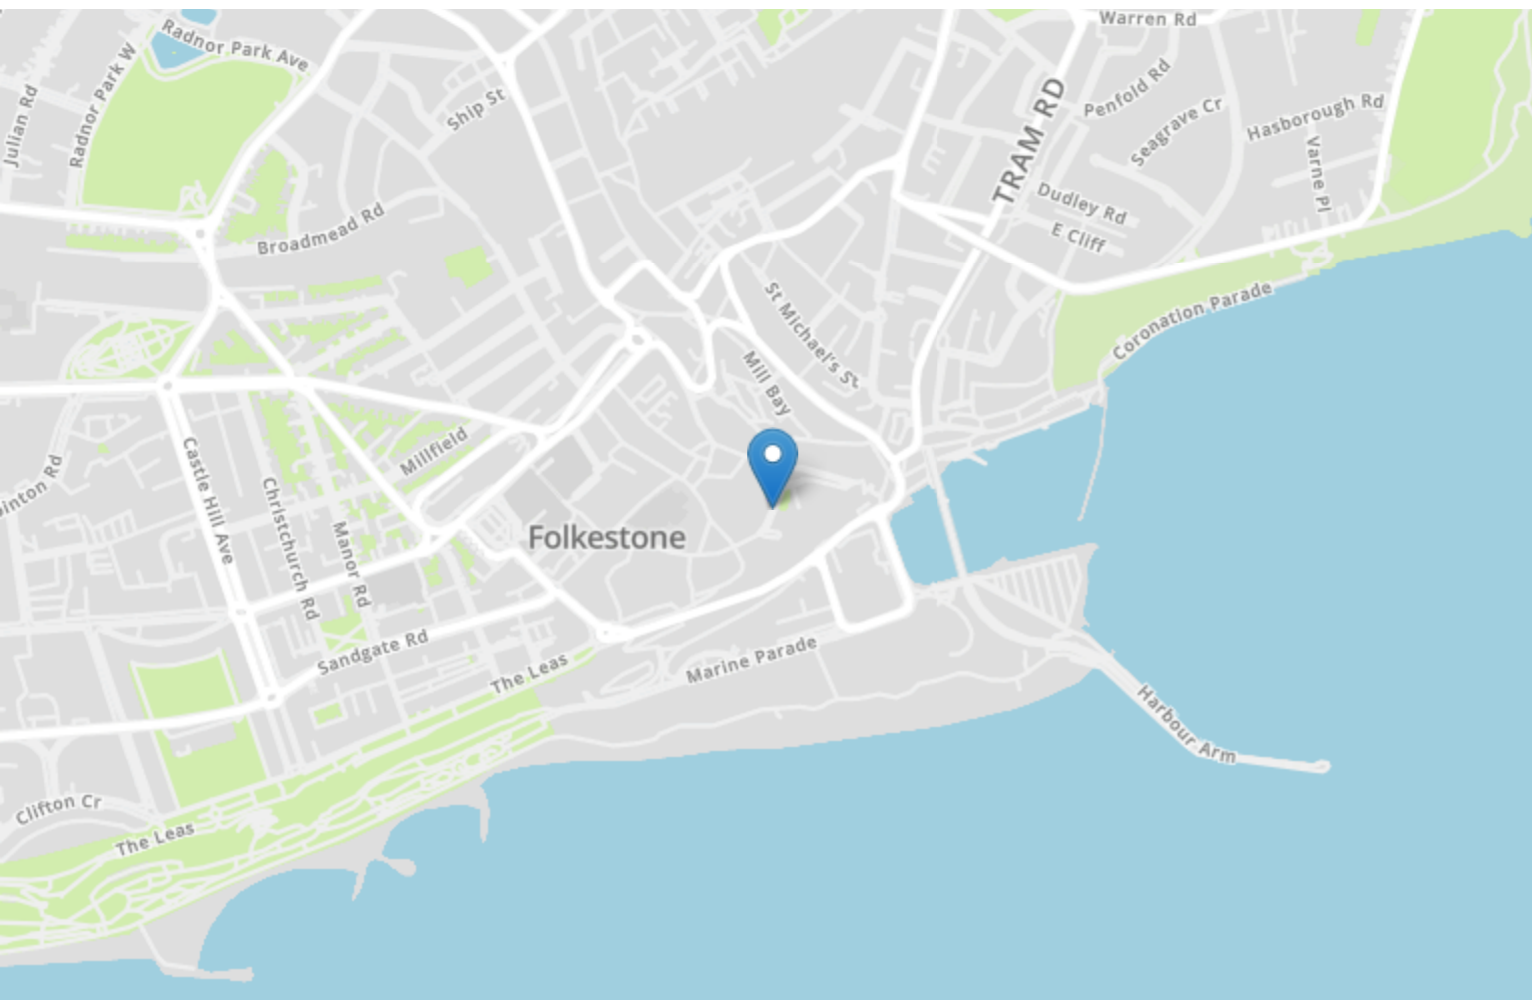 Warren Rd
Radnor Park Ave
Radnor Park W
Julian Rd
Ship St
TRAM RD
Penfold Rd
Seagrave Cr
Hasborough Rd
Varne Pl
Dudley Rd
E Cliff
Broadmead Rd
St Michael's St
Coronation Parade
Mill Bay
Millfield
Castle Hill Ave
Christchurch Rd
Manor Rd
ointon Rd
Folkestone
Sandgate Rd
The Leas
Marine Parade
Harbour Arm
Clifton Cr
The Leas